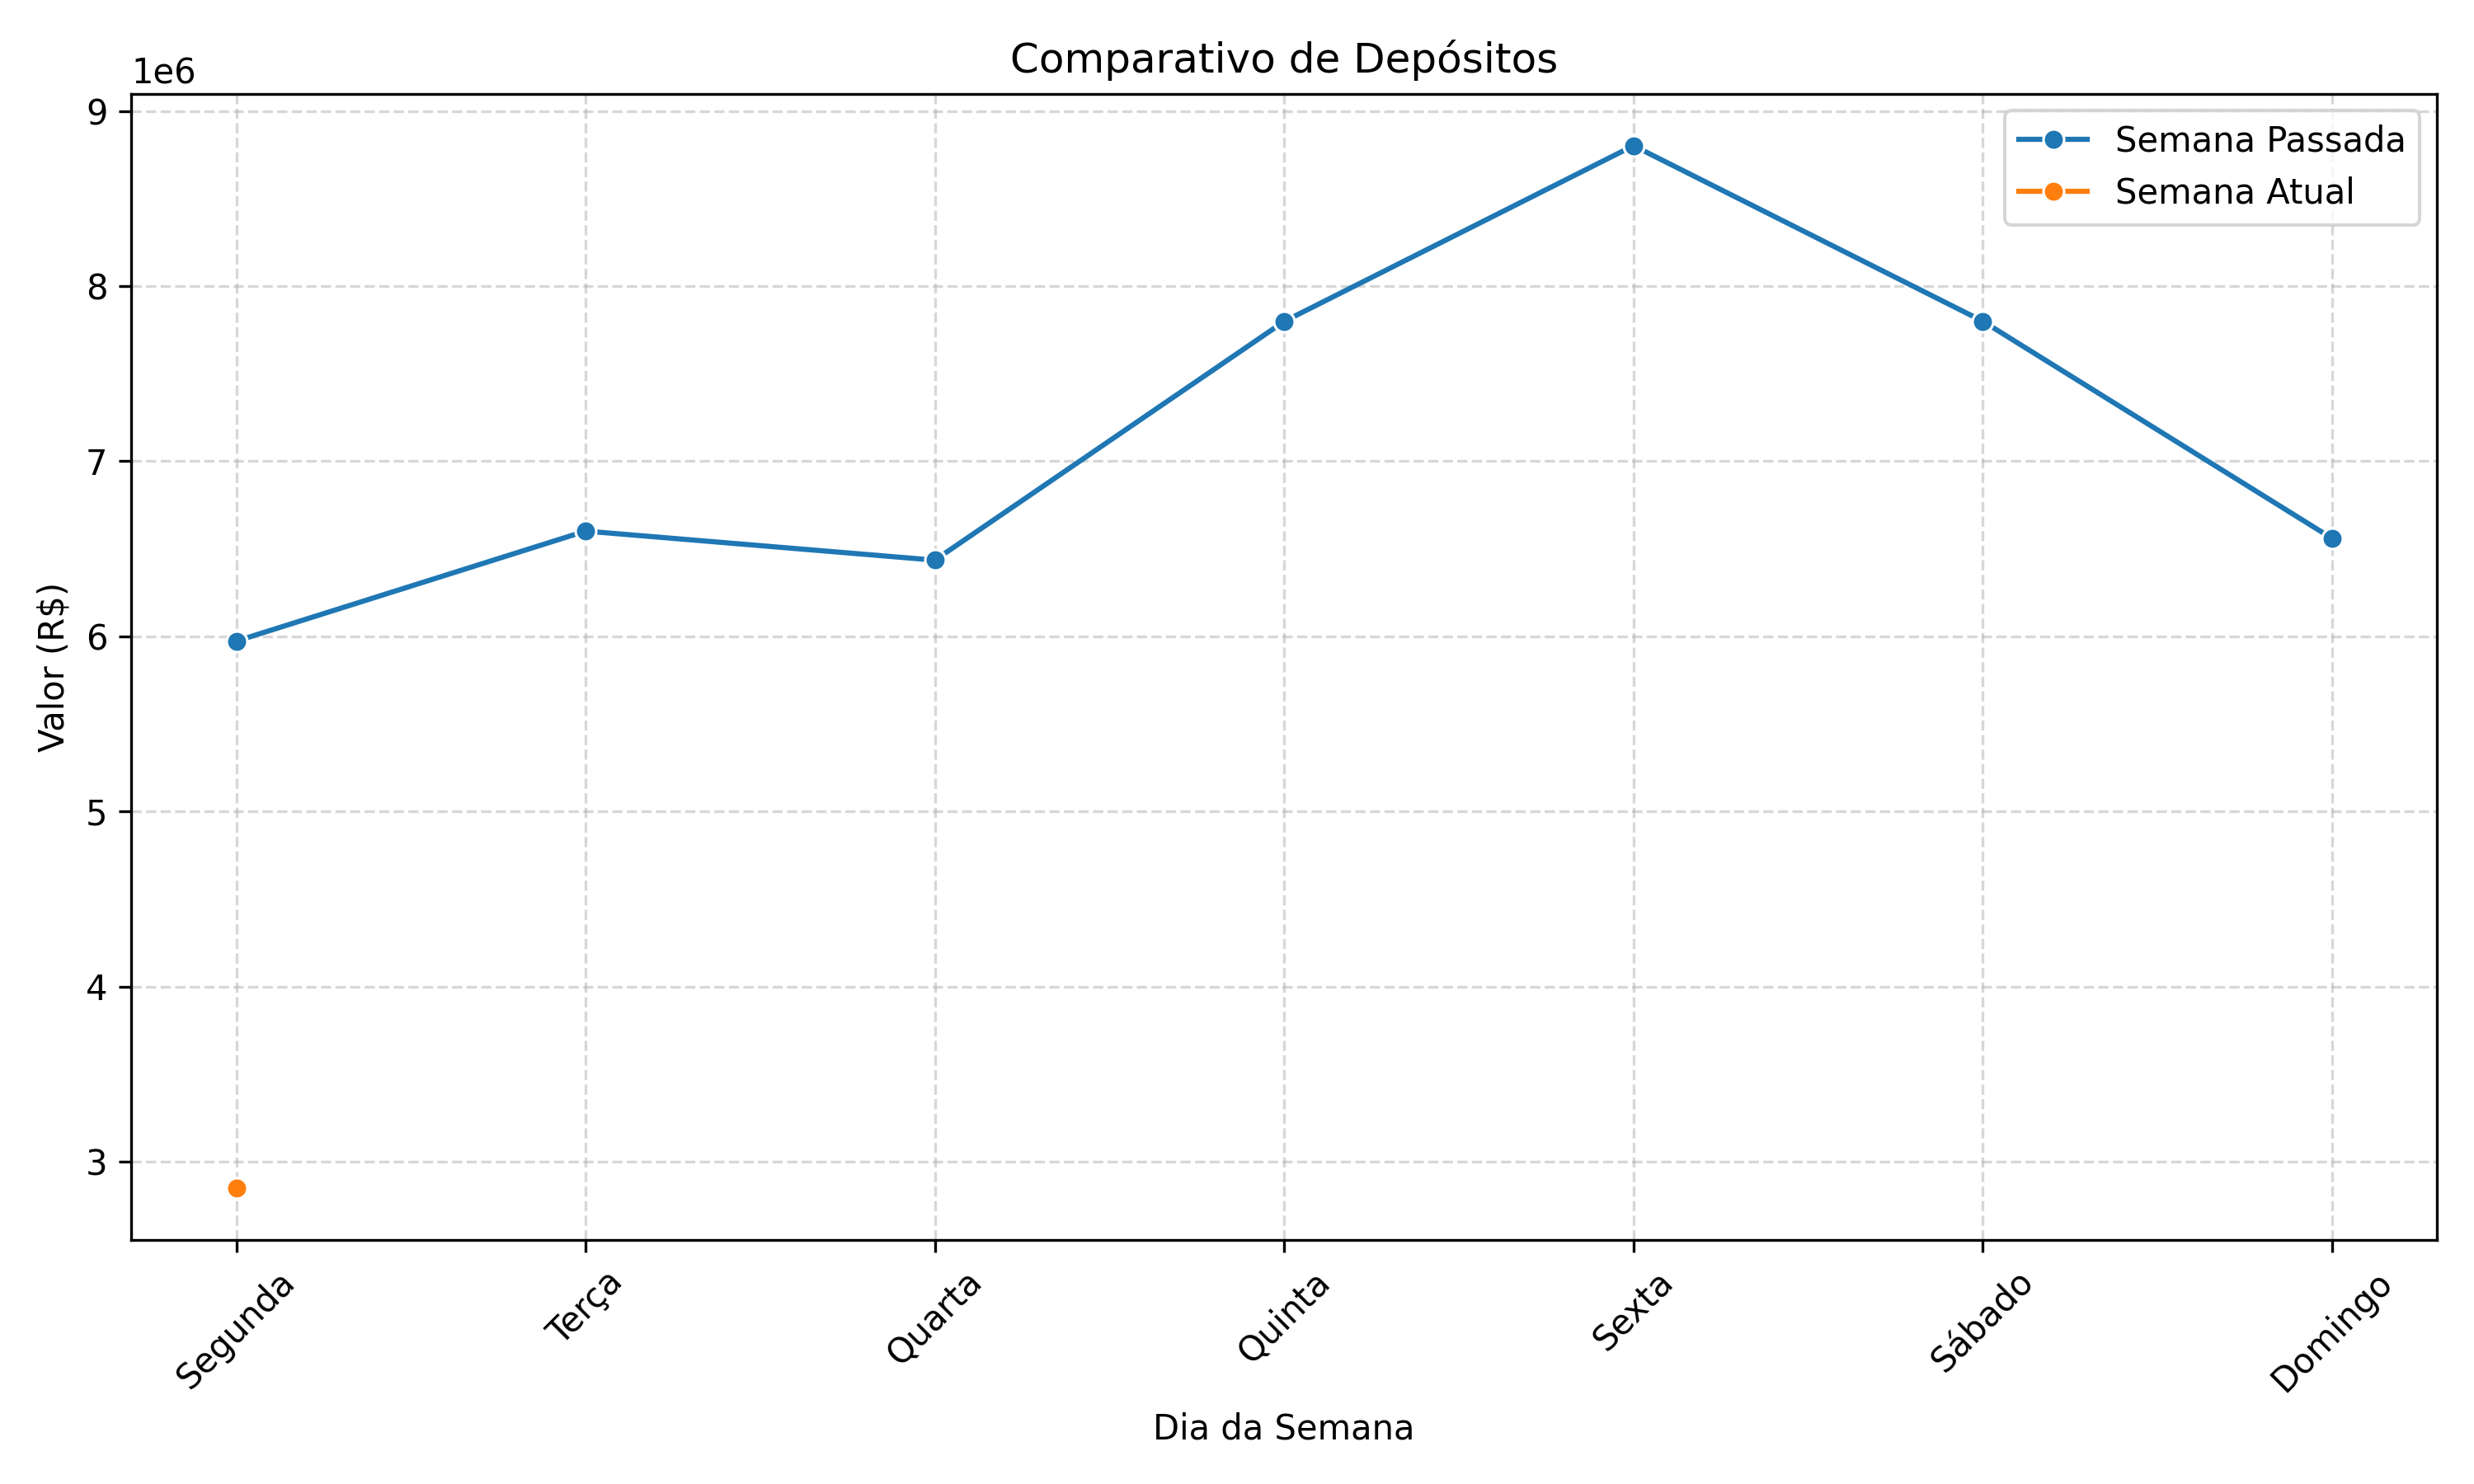 Comparativo de Depósitos
1e6
9
8
7
6
5
4
3
Valor (R$)
Semana Passada
Semana Atual
Segunda
Terça
Quarta
Quinta
Sexta
Sábado
Domingo
Dia da Semana